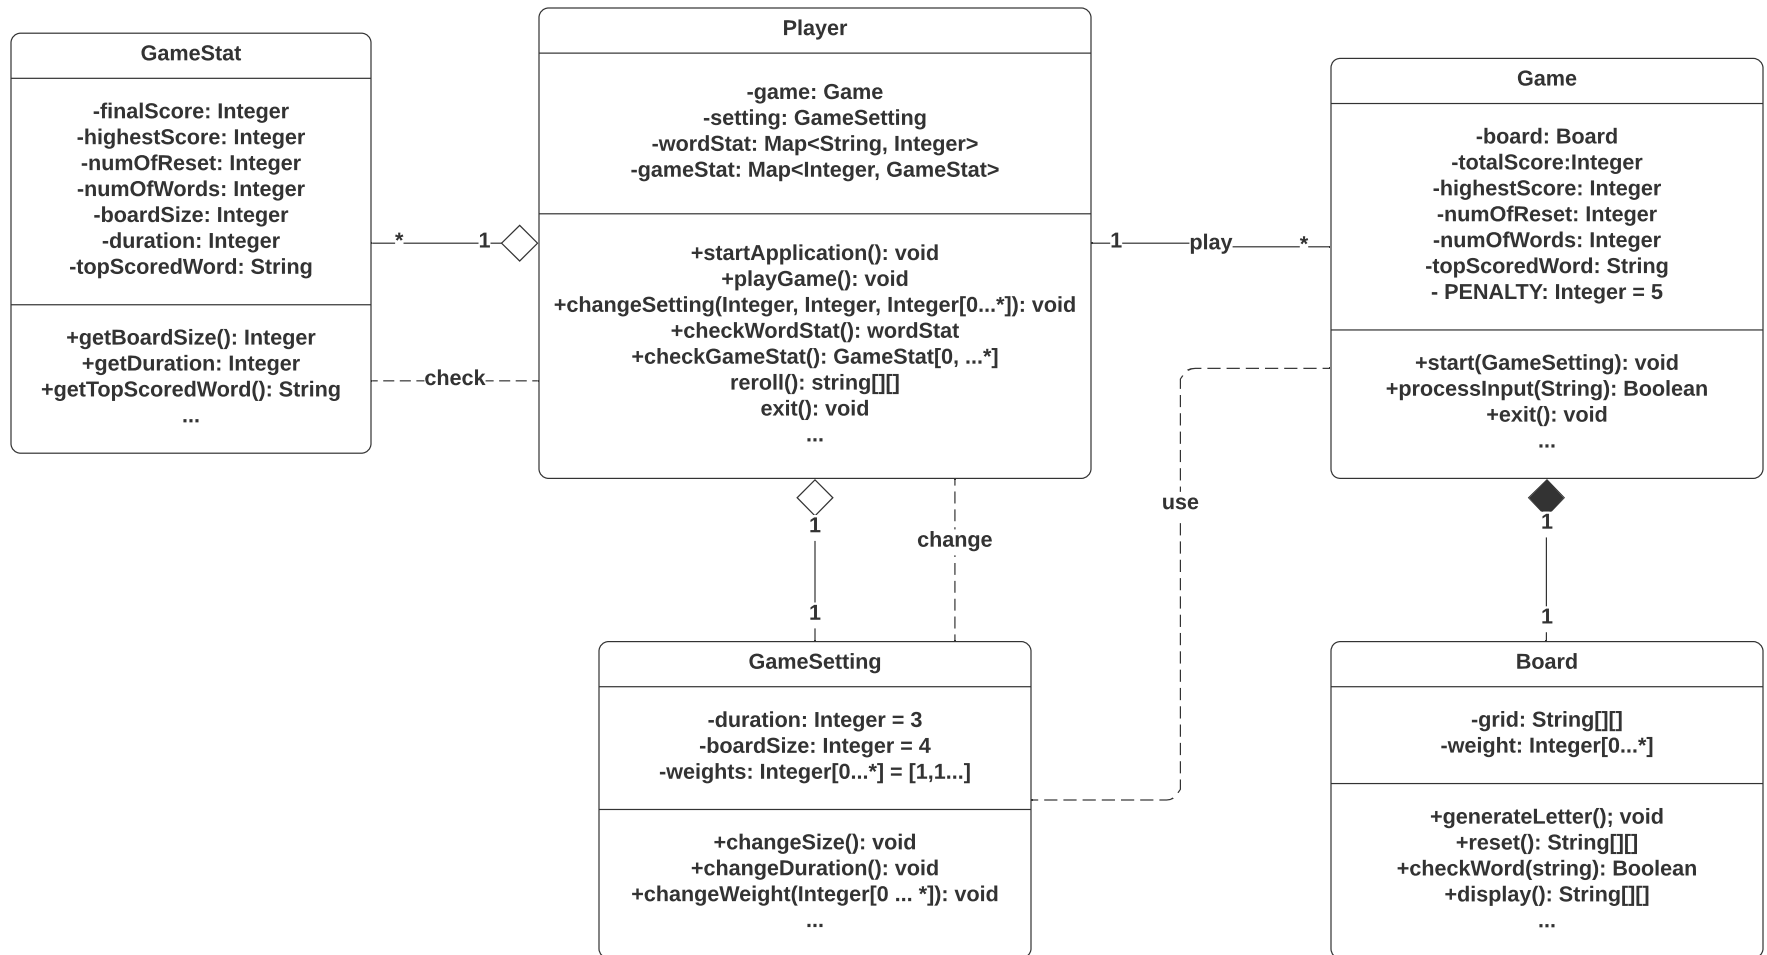 GameStat
-finalScore: Integer
-highestScore: Integer
-numOfReset: Integer
-numOfWords: Integer
-boardSize: Integer
-duration: Integer
-topScoredWord: String
+getBoardSize(): Integer
+getDuration: Integer
+getTopScoredWord(): String
...
*
1
check
Player
-game: Game
-setting: GameSetting
-wordStat: Map<String, Integer>
-gameStat: Map<Integer, GameStat>
+startApplication(): void
+playGame(): void
+changeSetting(Integer, Integer, Integer[0...*]): void
+checkWordStat(): wordStat
+checkGameStat(): GameStat[0, ...*]
reroll(): string[][]
exit(): void
...
1
play
*
Game
-board: Board
-totalScore:Integer
-highestScore: Integer
-numOfReset: Integer
-numOfWords: Integer
-topScoredWord: String
- PENALTY: Integer = 5
+start(GameSetting): void
+processInput(String): Boolean
+exit(): void
...
1
1
change
use
1
1
GameSetting
-duration: Integer = 3
-boardSize: Integer = 4
-weights: Integer[0...*] = [1,1...]
+changeSize(): void
+changeDuration(): void
+changeWeight(Integer[0 ... *]): void
...
Board
-grid: String[][]
-weight: Integer[0...*]
+generateLetter(); void
+reset(): String[][]
+checkWord(string): Boolean
+display(): String[][]
...